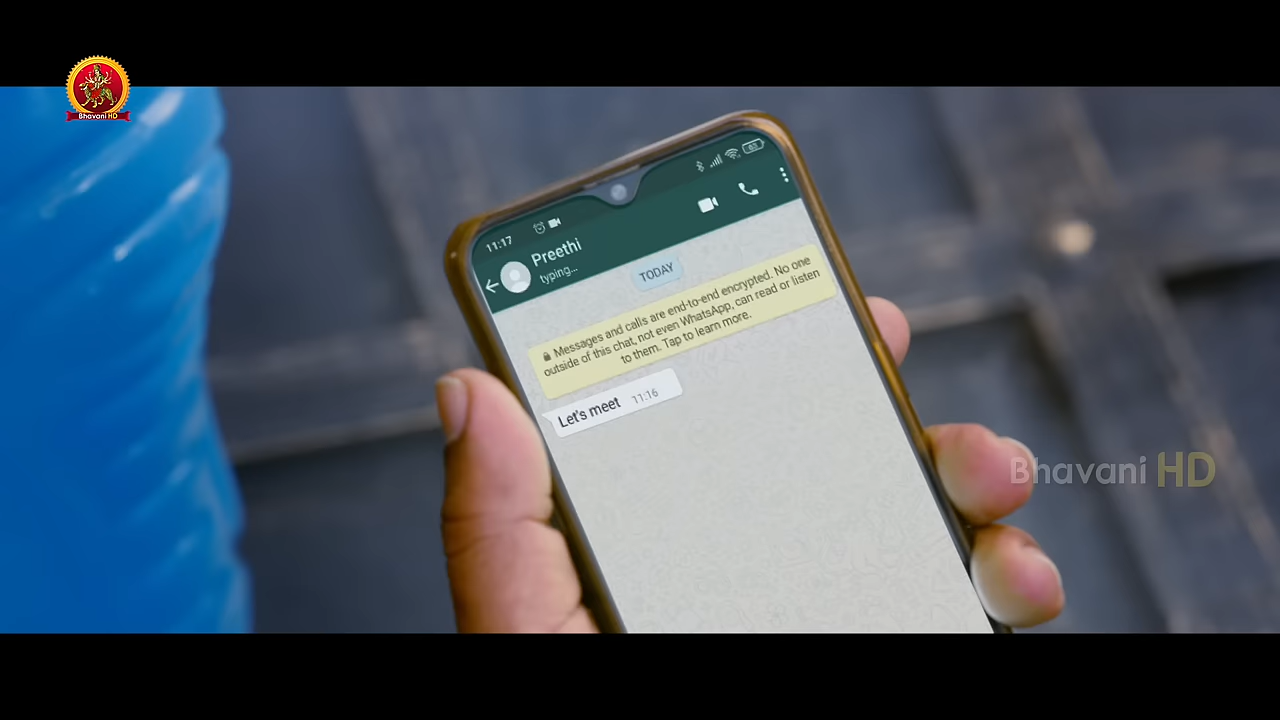 Bhavani HD
11:17
63
Preethi
typing...
TODAY
Messages and calls are end-to-end encrypted. No one
outside of this chat, not even WhatsApp, can read or listen
to them. Tap to learn more.
Let's meet 11:16
Bhavani HD